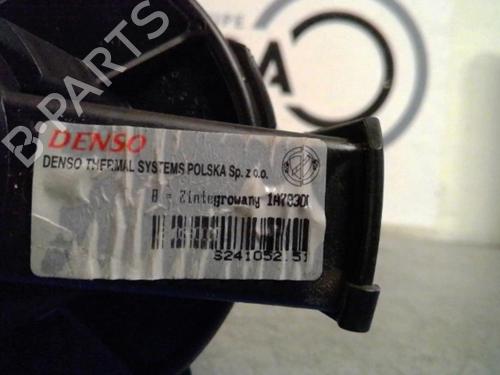 B-PARTS
DENSO
DENSO THERMAL SYSTEMS POLSKA Sp. z o.o.
B - Zintegrowany
S241052.51